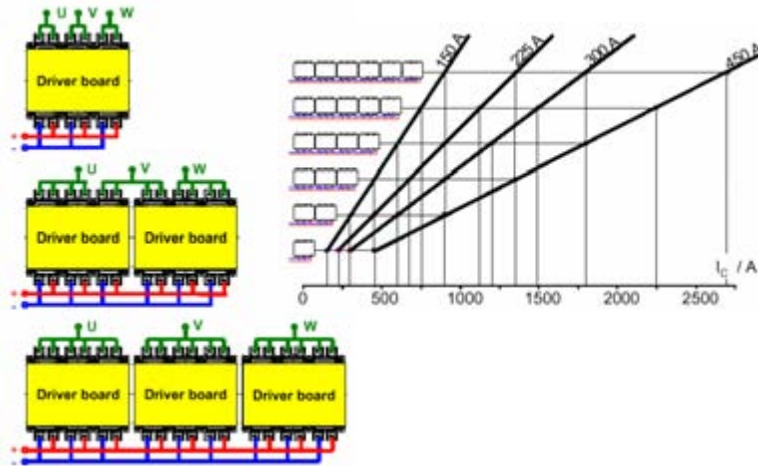 U V W
Driver board
+
-
U V W
Driver board Driver board
+
-
U V W
Driver board Driver board Driver board
+
-
150 A 225 A 300 A 450 A
I_C / A
0 500 1000 1500 2000 2500